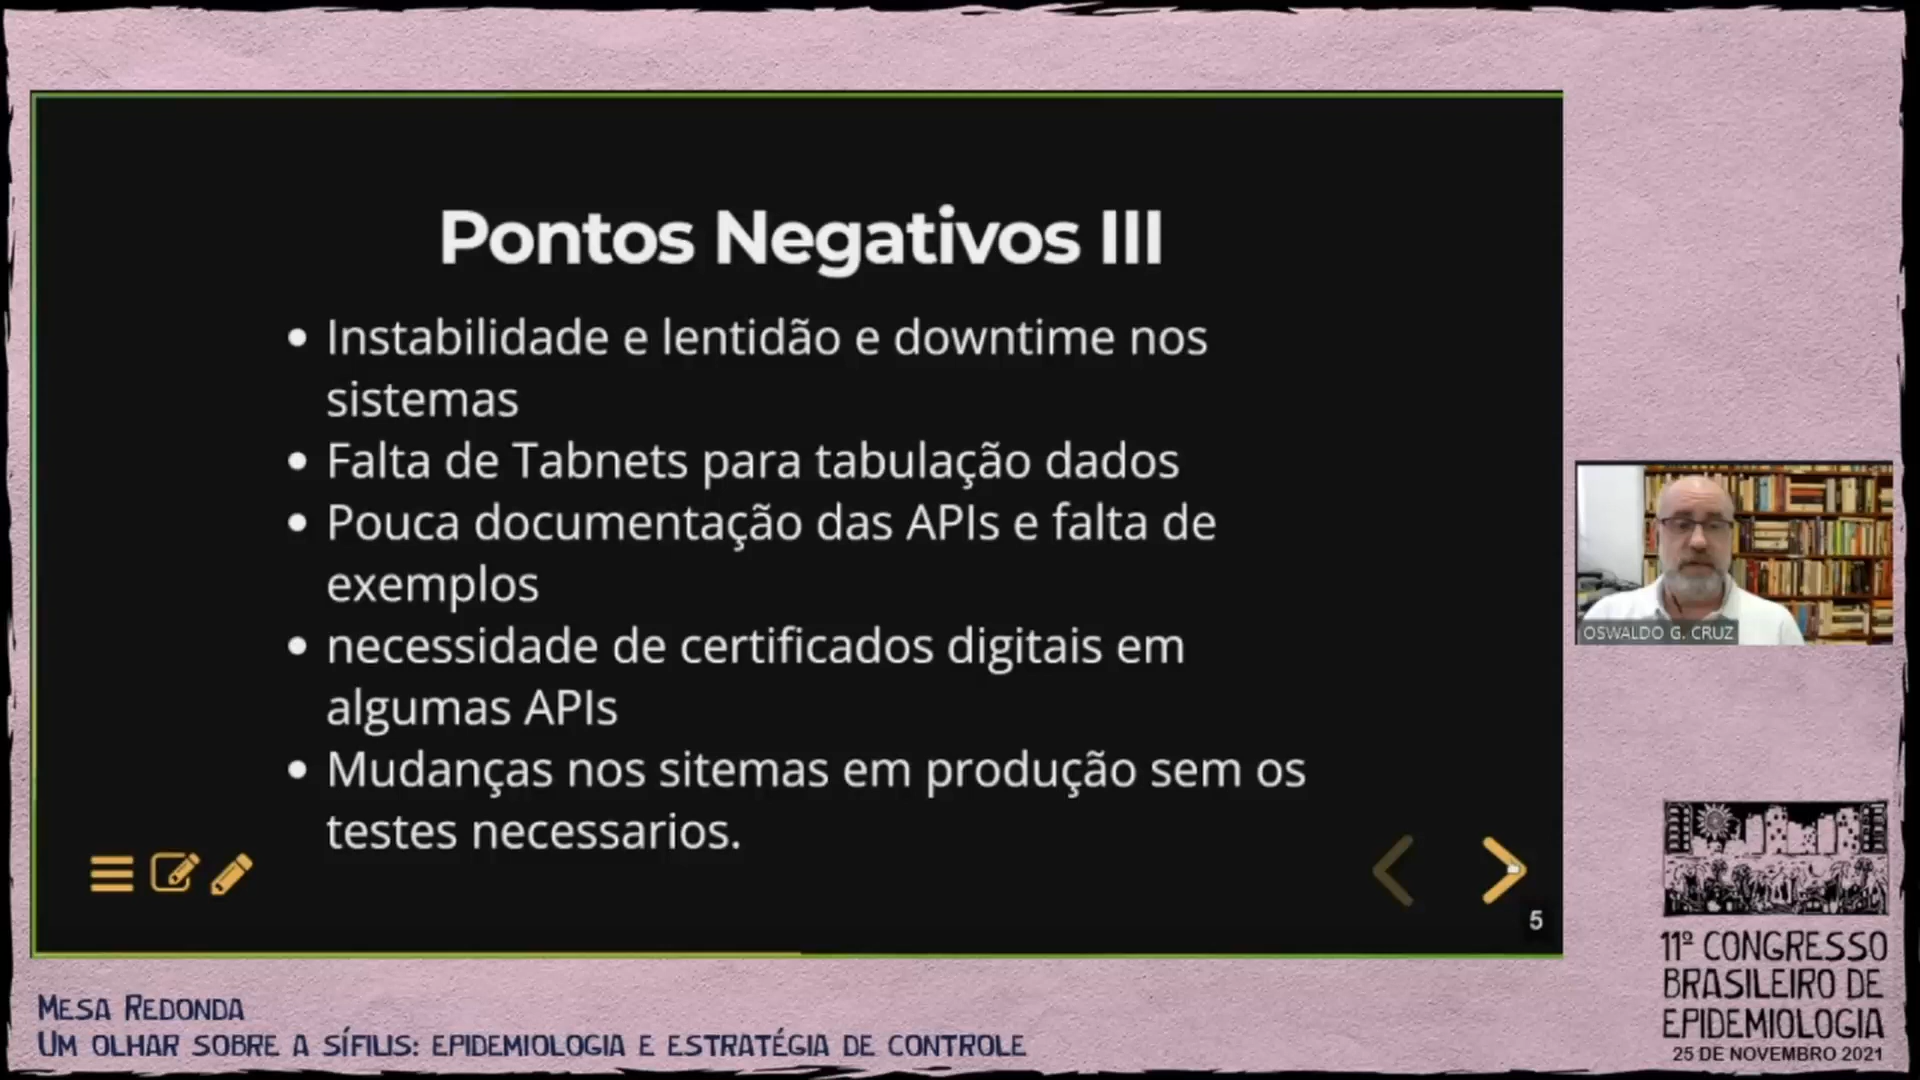 Pontos Negativos III
Instabilidade e lentidão e downtime nos
sistemas
Falta de Tabnets para tabulação dados
Pouca documentação das APIs e falta de
exemplos
necessidade de certificados digitais em
algumas APIs
Mudanças nos sitemas em produção sem os
testes necessarios.
5
OSWALDO G. CRUZ
MESA REDONDA
UM OLHAR SOBRE A SÍFILIS: EPIDEMIOLOGIA E ESTRATÉGIA DE CONTROLE
11º CONGRESSO
BRASILEIRO DE
EPIDEMIOLOGIA
25 DE NOVEMBRO 2021